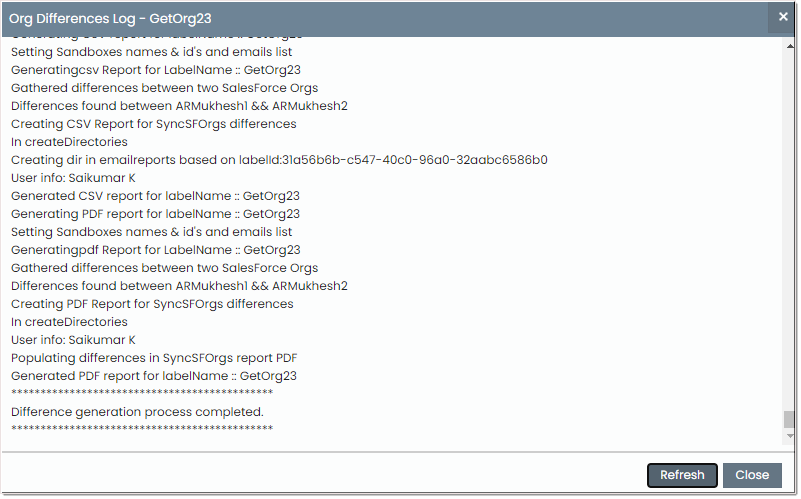 Org Differences Log - GetOrg23
×
Generating CSV report for labelName :: GetOrg23
Setting Sandboxes names & id's and emails list
Generatingcsv Report for LabelName :: GetOrg23
Gathered differences between two SalesForce Orgs
Differences found between ARMukhesh1 && ARMukhesh2
Creating CSV Report for SyncSFOrgs differences
In createDirectories
Creating dir in emailreports based on labelId:31a56b6b-c547-40c0-96a0-32aabc6586b0
User info: Saikumar K
Generated CSV report for labelName :: GetOrg23
Generating PDF report for labelName :: GetOrg23
Setting Sandboxes names & id's and emails list
Generatingpdf Report for LabelName :: GetOrg23
Gathered differences between two SalesForce Orgs
Differences found between ARMukhesh1 && ARMukhesh2
Creating PDF Report for SyncSFOrgs differences
In createDirectories
User info: Saikumar K
Populating differences in SyncSFOrgs report PDF
Generated PDF report for labelName :: GetOrg23
*********************************************
Difference generation process completed.
*********************************************
Refresh
Close